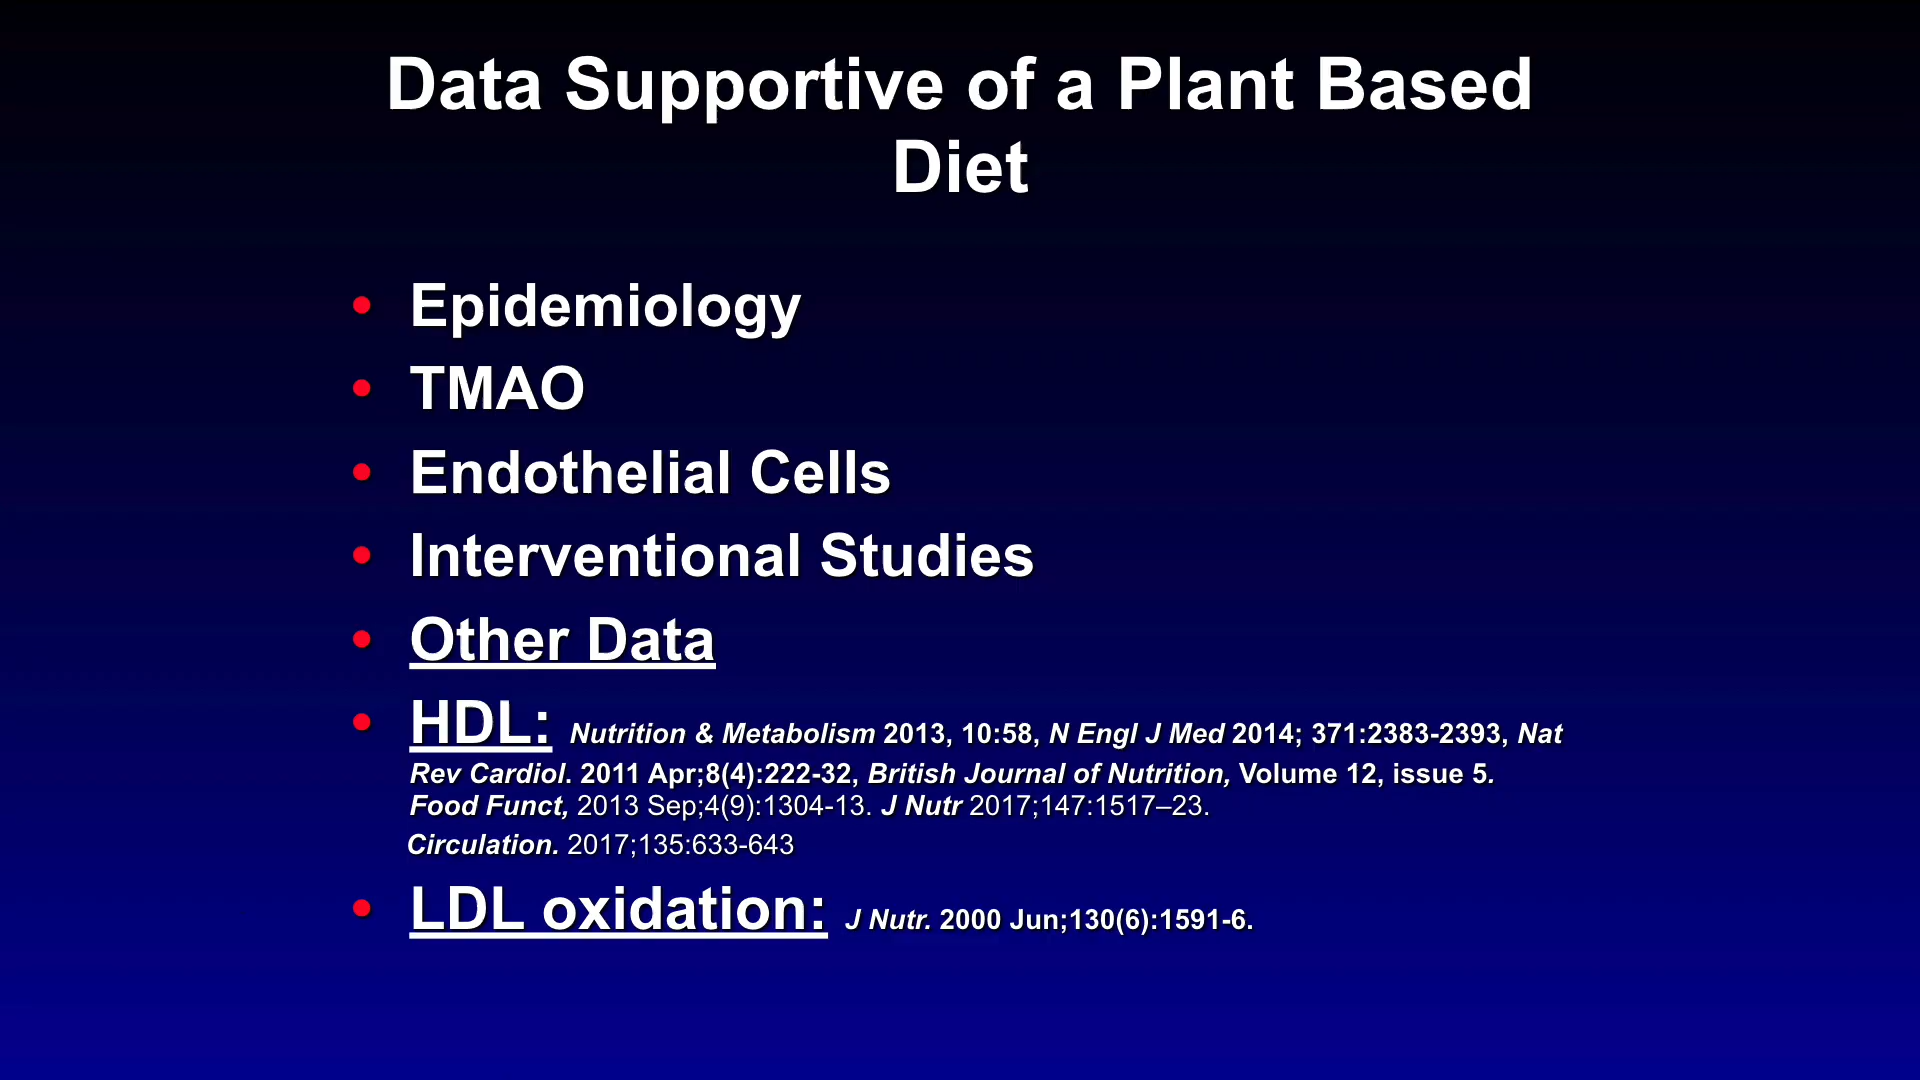 Data Supportive of a Plant Based
Diet
• Epidemiology
• TMAO
• Endothelial Cells
• Interventional Studies
• Other Data
• HDL: Nutrition & Metabolism 2013, 10:58, N Engl J Med 2014; 371:2383-2393, Nat
Rev Cardiol. 2011 Apr;8(4):222-32, British Journal of Nutrition, Volume 12, issue 5.
Food Funct, 2013 Sep;4(9):1304-13. J Nutr 2017;147:1517–23.
Circulation. 2017;135:633-643
• LDL oxidation: J Nutr. 2000 Jun;130(6):1591-6.